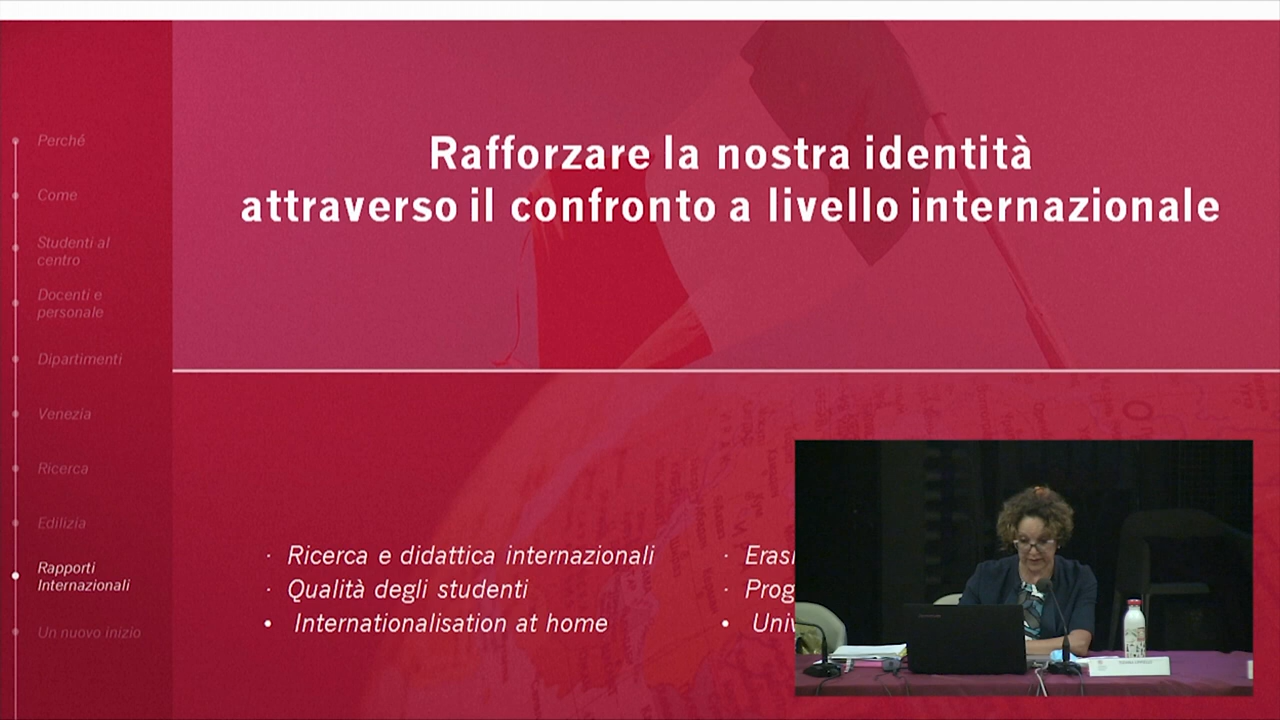 Rafforzare la nostra identità
attraverso il confronto a livello internazionale
Perché
Come
Studenti al
centro
Docenti e
personale
Dipartimenti
Venezia
Ricerca
Edilizia
Rapporti
Internazionali
Un nuovo inizio
· Ricerca e didattica internazionali
· Qualità degli studenti
• Internationalisation at home